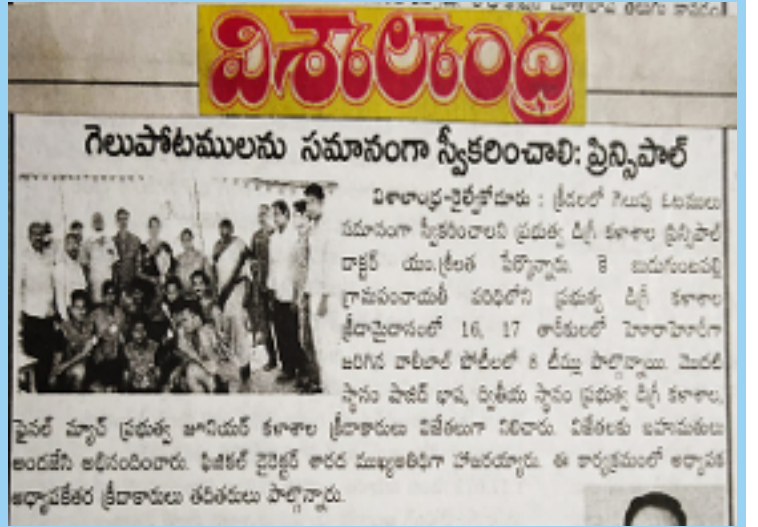 విశాలాంధ్ర
గెలుపోటములను సమానంగా స్వీకరించాలి: ప్రిన్సిపాల్
విశాలాంధ్ర-రైల్వేకోడూరు : క్రీడలలో గెలుపు ఓటములు
సమానంగా స్వీకరించాలని ప్రభుత్వ డిగ్రీ కళాశాల ప్రిన్సిపాల్
డాక్టర్ యం.శ్రీలత పేర్కొన్నారు. కె బుడుగుంటపల్లి
గ్రామపంచాయతీ పరిధిలోని ప్రభుత్వ డిగ్రీ కళాశాల
క్రీడామైదానంలో 16, 17 తారీకులలో హోరాహోరీగా
జరిగిన వాలీబాల్ పోటీలలో 8 టీమ్లు పాల్గొన్నాయి. మొదటి
స్థానం షాజిద్ భాష, ద్వితీయ స్థానం ప్రభుత్వ డిగ్రీ కళాశాల,
ఫైనల్ మ్యాచ్ ప్రభుత్వ జూనియర్ కళాశాల క్రీడాకారులు విజేతలుగా నిలిచారు. విజేతలకు బహుమతులు
అందజేసి అభినందించారు. ఫిజికల్ డైరెక్టర్ శారద ముఖ్యఅతిథిగా హాజరయ్యారు. ఈ కార్యక్రమంలో అధ్యాపక
అధ్యాపకేతర క్రీడాకారులు తదితరులు పాల్గొన్నారు.